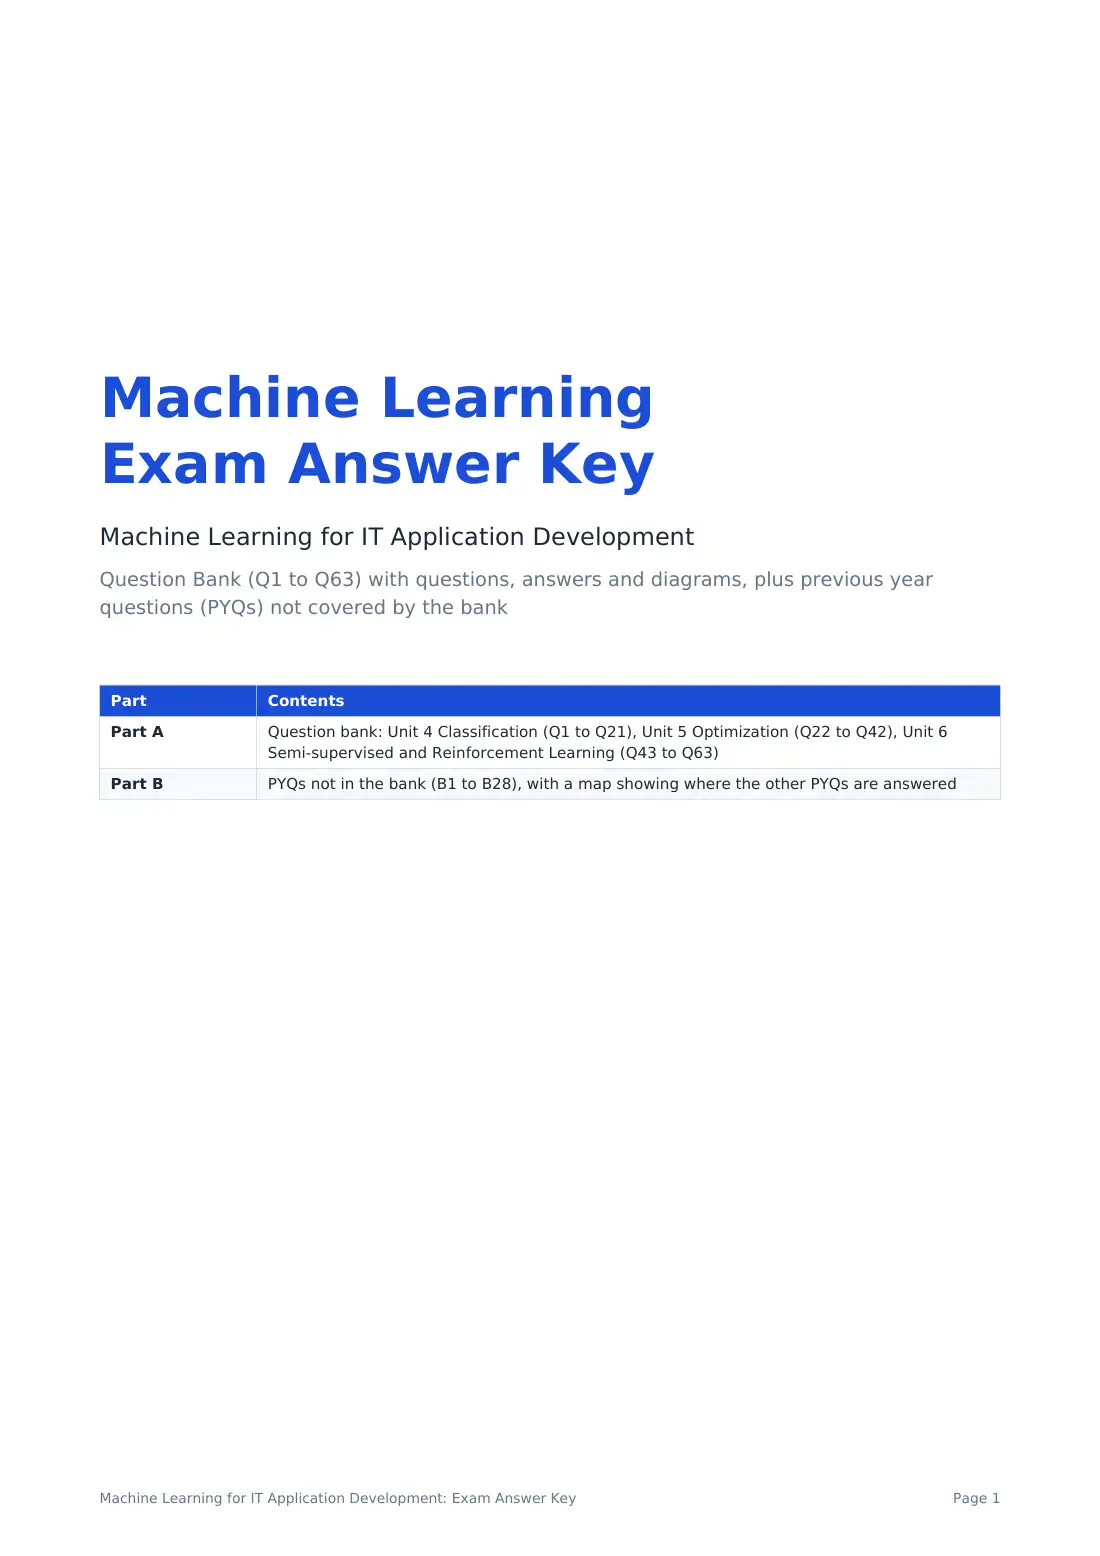 Machine Learning
Exam Answer Key
Machine Learning for IT Application Development
Question Bank (Q1 to Q63) with questions, answers and diagrams, plus previous year
questions (PYQs) not covered by the bank
Part Contents
Part A Question bank: Unit 4 Classification (Q1 to Q21), Unit 5 Optimization (Q22 to Q42), Unit 6
Semi-supervised and Reinforcement Learning (Q43 to Q63)
Part B PYQs not in the bank (B1 to B28), with a map showing where the other PYQs are answered
Machine Learning for IT Application Development: Exam Answer Key Page 1